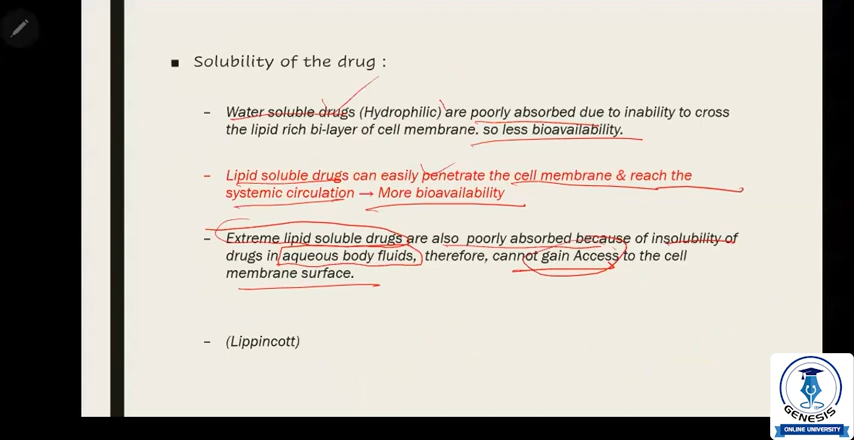 ■ Solubility of the drug :
– Water soluble drugs (Hydrophilic) are poorly absorbed due to inability to cross
the lipid rich bi-layer of cell membrane. so less bioavailability.
– Lipid soluble drugs can easily penetrate the cell membrane & reach the
systemic circulation → More bioavailability
– Extreme lipid soluble drugs are also poorly absorbed because of insolubility of
drugs in aqueous body fluids, therefore, cannot gain Access to the cell
membrane surface.
– (Lippincott)
GENESIS
ONLINE UNIVERSITY